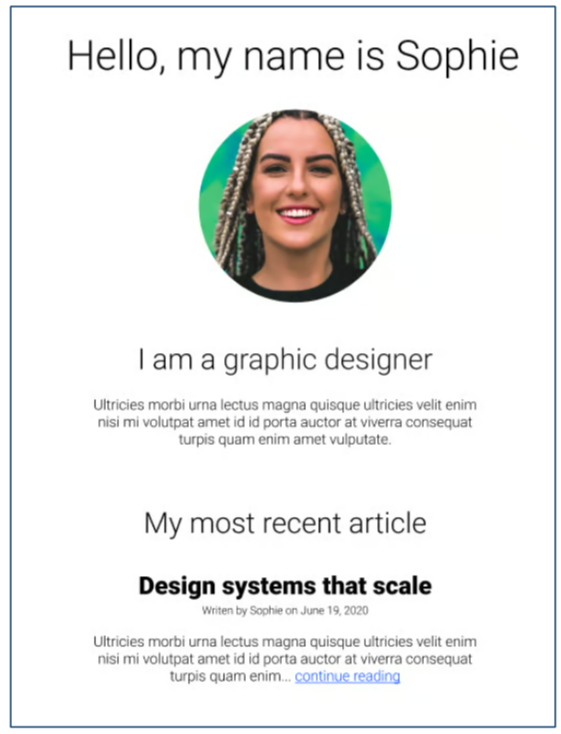 Hello, my name is Sophie
I am a graphic designer
Ultricies morbi urna lectus magna quisque ultricies velit enim
nisi mi volutpat amet id id porta auctor at viverra consequat
turpis quam enim amet vulputate.
My most recent article
Design systems that scale
Writen by Sophie on June 19, 2020
Ultricies morbi urna lectus magna quisque ultricies velit enim
nisi mi volutpat amet id id porta auctor at viverra consequat
turpis quam enim... continue reading